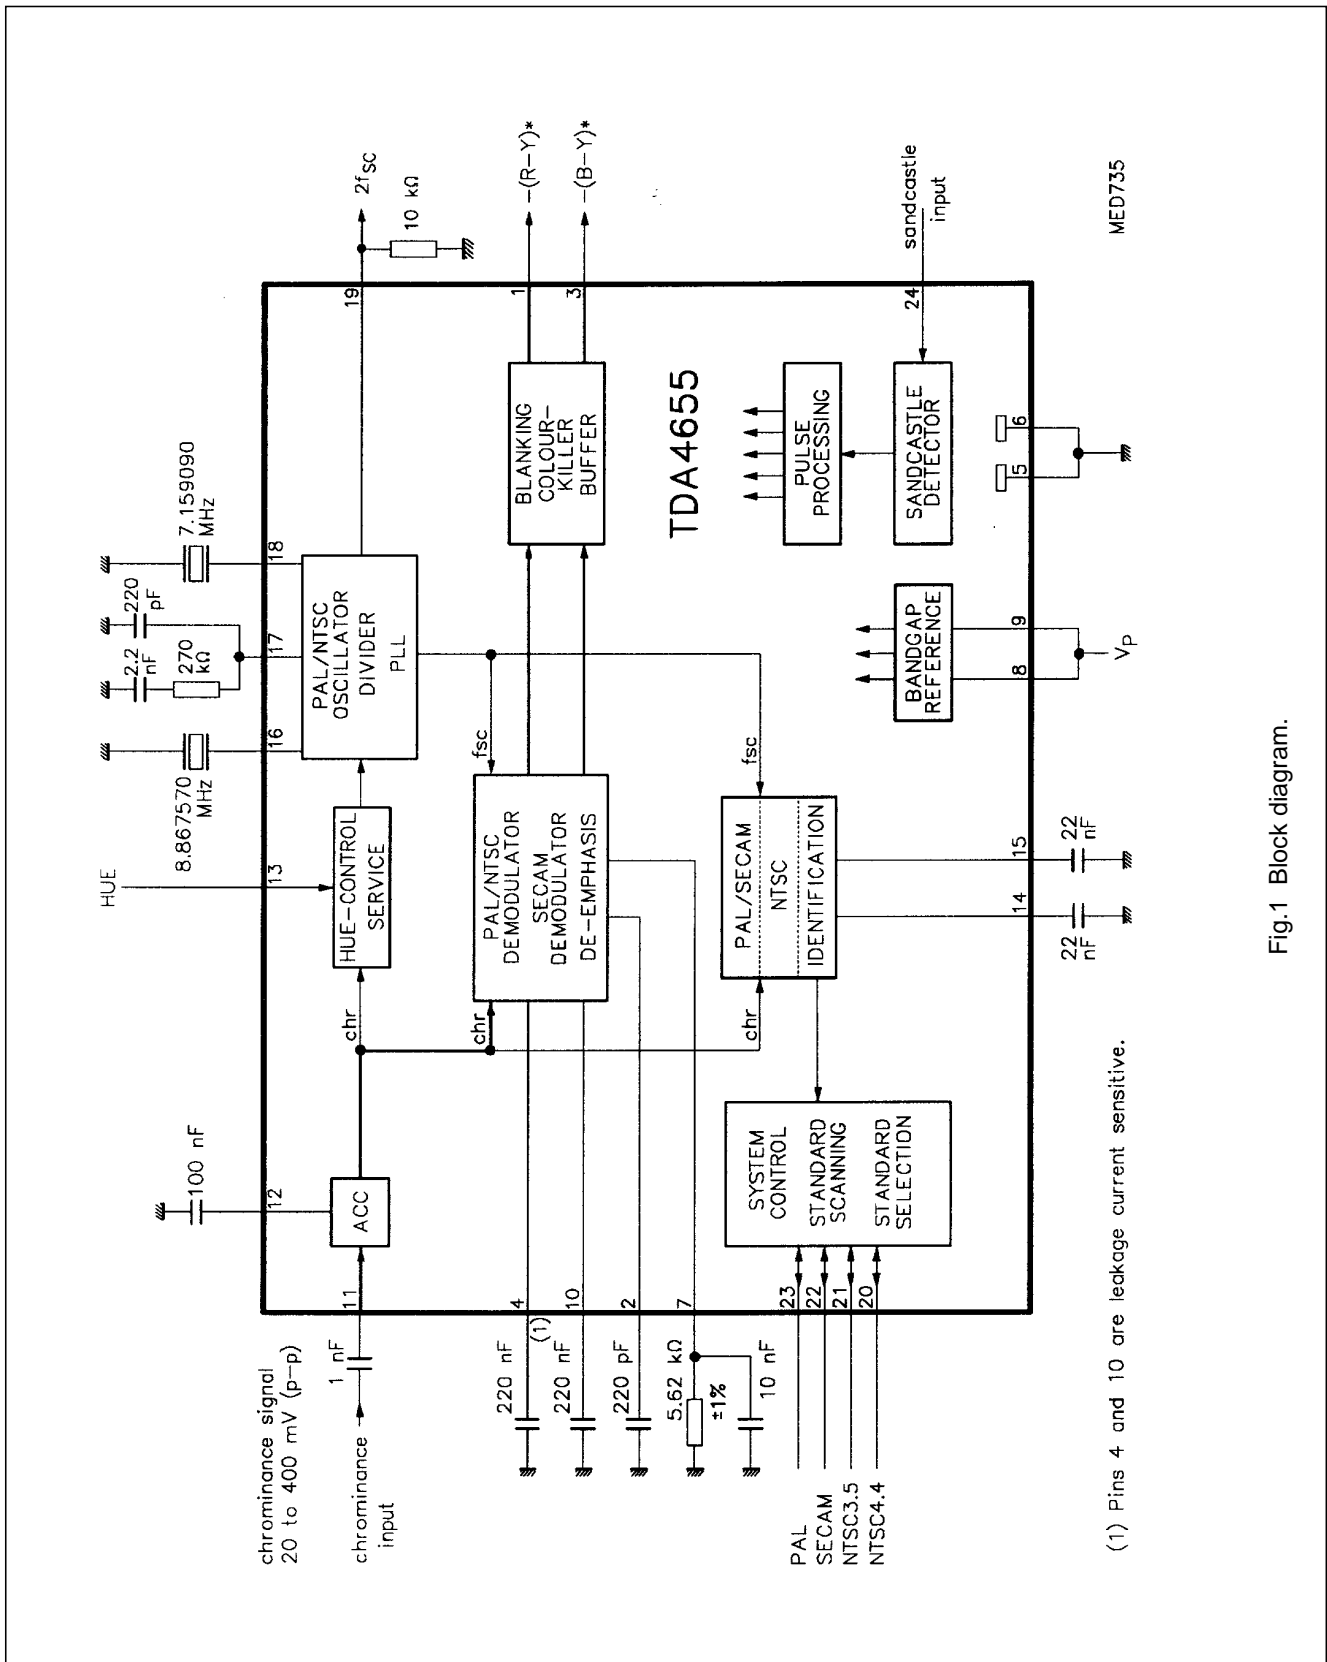 chrominance signal
20 to 400 mV (p-p)
chrominance
input
1 nF
11
ACC
12
100 nF
chr
HUE-CONTROL
SERVICE
13
HUE
8.867570
MHz
16
2.2
nF
270
kΩ
17
220
pF
18
7.159090
MHz
PAL/NTSC
OSCILLATOR
DIVIDER
PLL
19
2fsc
10 kΩ
220 nF
4
(1)
220 nF
10
220 pF
2
5.62 kΩ
±1%
7
10 nF
chr
PAL/NTSC
DEMODULATOR
SECAM
DEMODULATOR
DE-EMPHASIS
fsc
BLANKING
COLOUR-
KILLER
BUFFER
1
-(R-Y)*
3
-(B-Y)*
TDA4655
PAL
SECAM
NTSC3.5
NTSC4.4
23
22
21
20
SYSTEM
CONTROL
STANDARD
SCANNING
STANDARD
SELECTION
chr
PAL/SECAM
NTSC
IDENTIFICATION
fsc
14
22
nF
15
22
nF
BANDGAP
REFERENCE
8
9
VP
PULSE
PROCESSING
SANDCASTLE
DETECTOR
5
6
24
sandcastle
input
(1) Pins 4 and 10 are leakage current sensitive.
MED735
Fig.1 Block diagram.